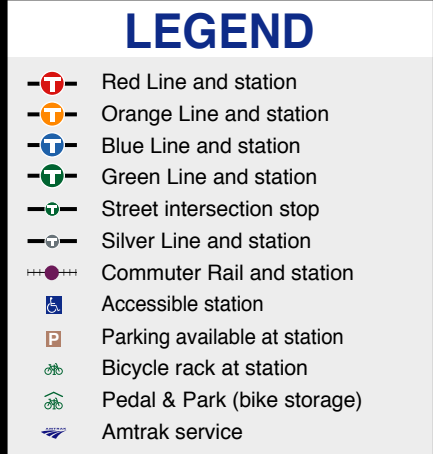 LEGEND
T Red Line and station
T Orange Line and station
T Blue Line and station
T Green Line and station
T Street intersection stop
T Silver Line and station
Commuter Rail and station
Accessible station
P Parking available at station
Bicycle rack at station
Pedal & Park (bike storage)
AMTRAK Amtrak service